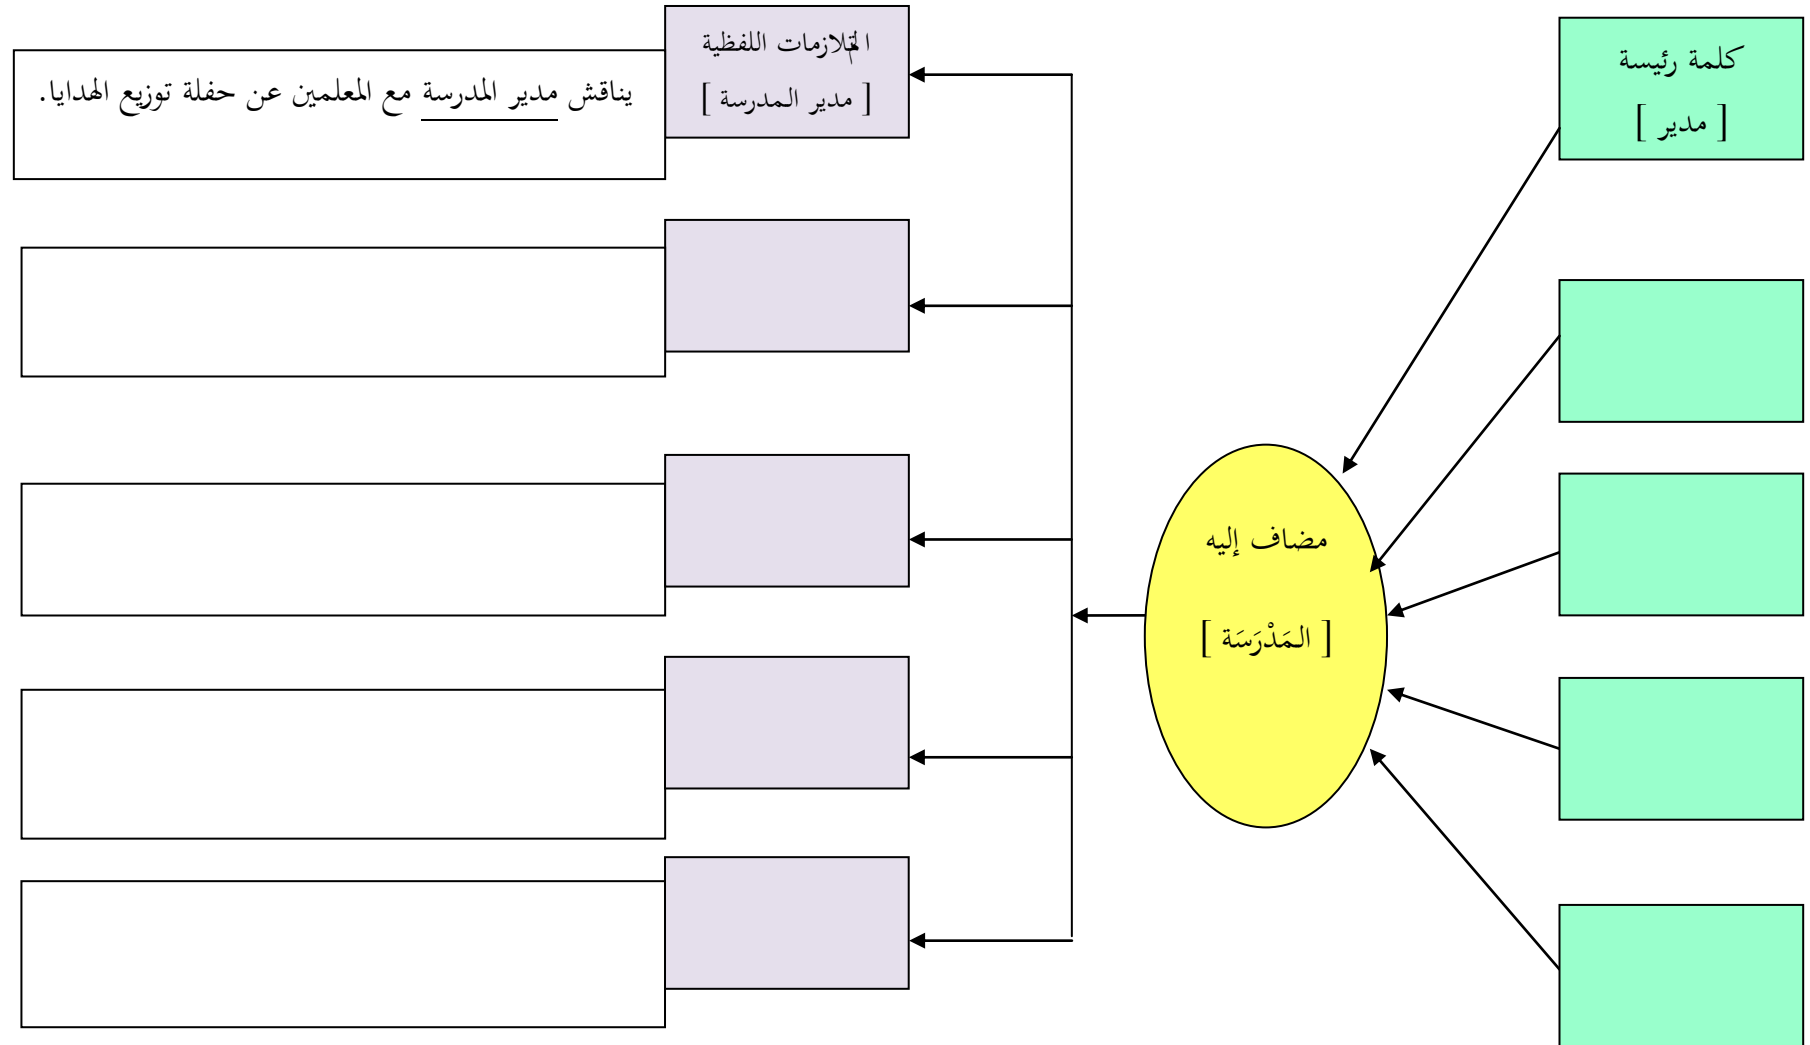 كلمة رئيسة
[ مدير ]
مضاف إليه
[ المَدْرَسَة ]
المتلازمات اللفظية
[ مدير المدرسة ]
يناقش مدير المدرسة مع المعلمين عن حفلة توزيع الهدايا.